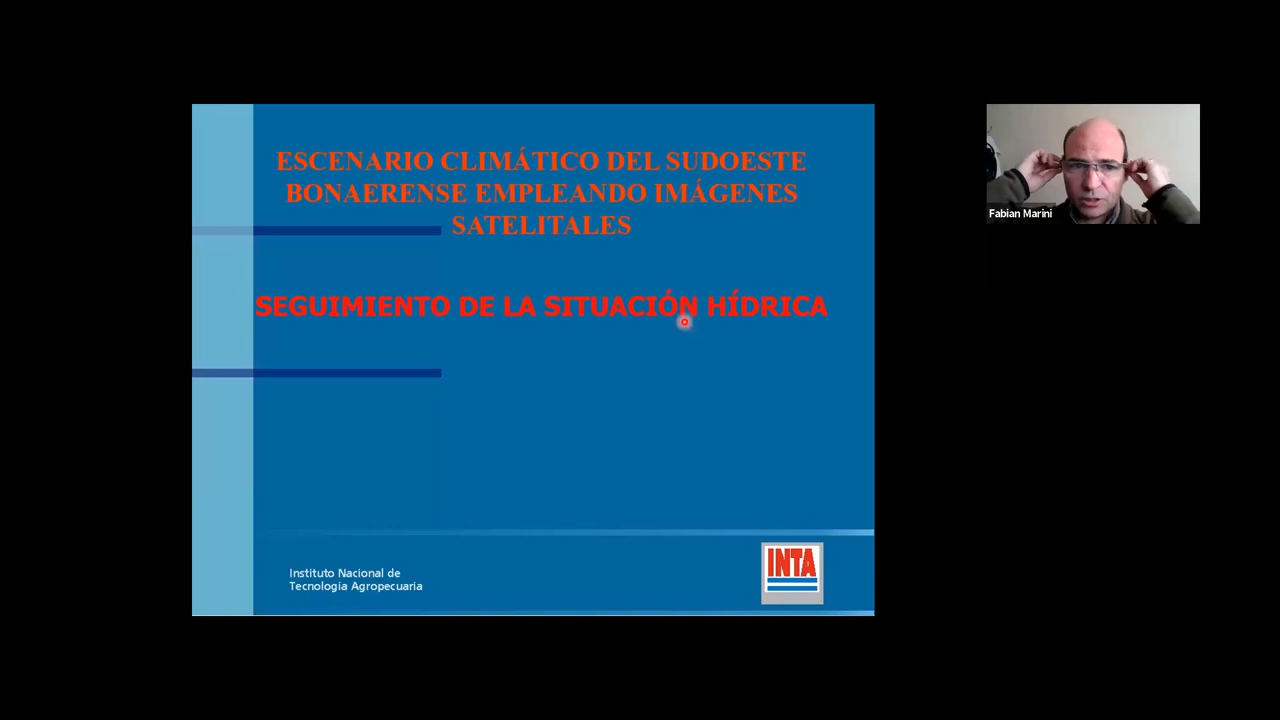 ESCENARIO CLIMÁTICO DEL SUDOESTE
BONAERENSE EMPLEANDO IMÁGENES
SATELITALES
SEGUIMIENTO DE LA SITUACIÓN HÍDRICA
Instituto Nacional de
Tecnología Agropecuaria
INTA
Fabian Marini